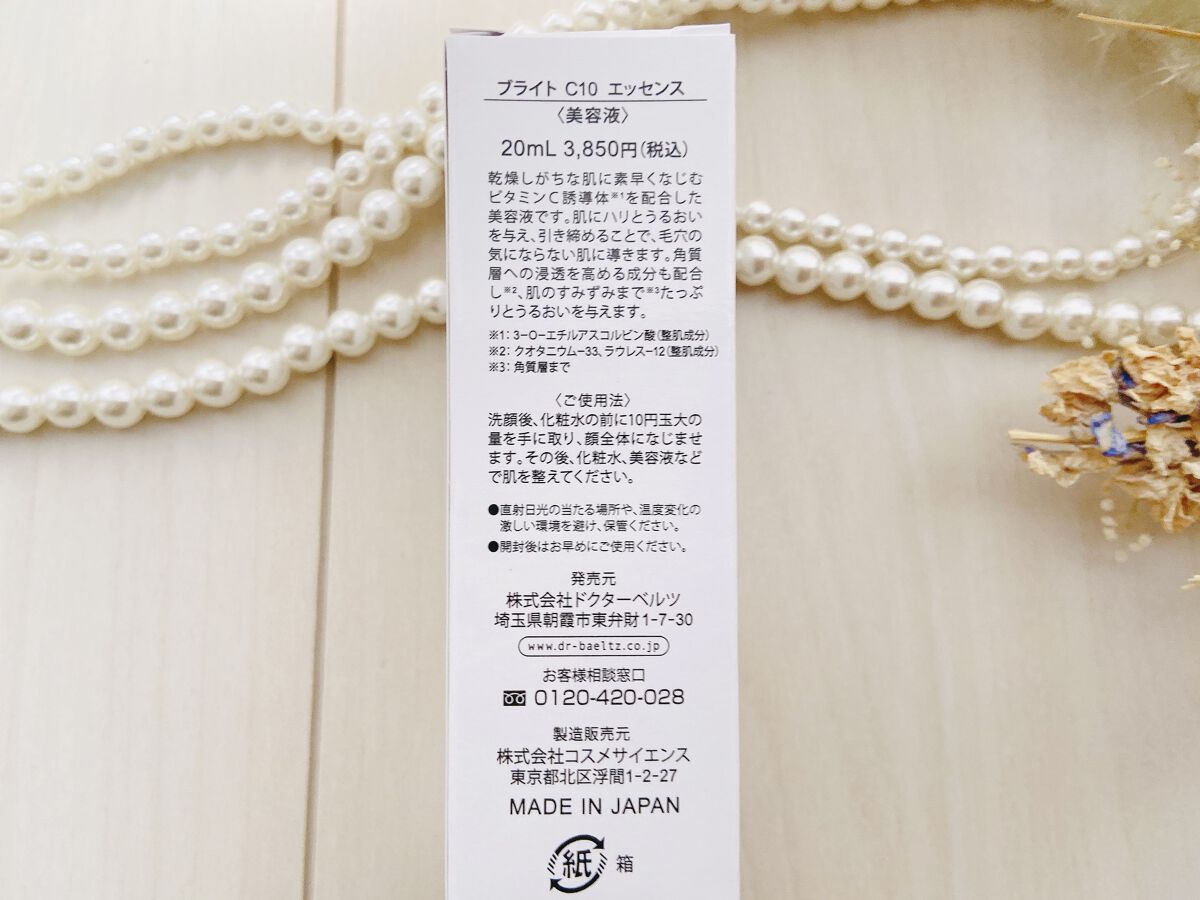 ブライト C10 エッセンス
〈美容液〉
20mL 3,850円(税込)
乾燥しがちな肌に素早くなじむ
ビタミンC誘導体※1を配合した
美容液です。肌にハリとうるおい
を与え、引き締めることで、毛穴の
気にならない肌に導きます。角質
層への浸透を高める成分も配合
し※2、肌のすみずみまで※3たっぷ
りとうるおいを与えます。
※1：3-O-エチルアスコルビン酸(整肌成分)
※2：クオタニウム-33、ラウレス-12(整肌成分)
※3：角質層まで
〈ご使用法〉
洗顔後、化粧水の前に10円玉大の
量を手に取り、顔全体になじませ
ます。その後、化粧水、美容液など
で肌を整えてください。
●直射日光の当たる場所や、温度変化の
激しい環境を避け、保管ください。
●開封後はお早めにご使用ください。
発売元
株式会社ドクターベルツ
埼玉県朝霞市東弁財1-7-30
www.dr-baeltz.co.jp
お客様相談窓口
0120-420-028
製造販売元
株式会社コスメサイエンス
東京都北区浮間1-2-27
MADE IN JAPAN
紙 箱